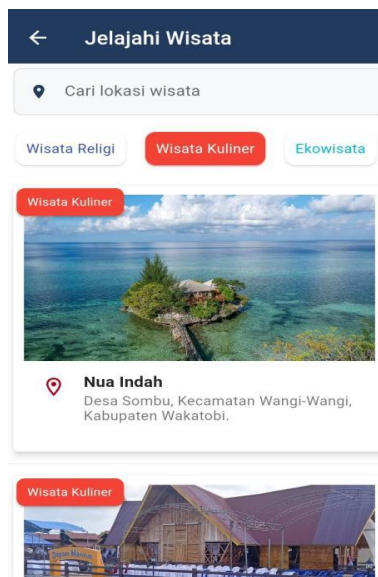 Jelajahi Wisata
Cari lokasi wisata
Wisata Religi
Wisata Kuliner
Ekowisata
Wisata Kuliner
Nua Indah
Desa Sombu, Kecamatan Wangi-Wangi,
Kabupaten Wakatobi.
Wisata Kuliner